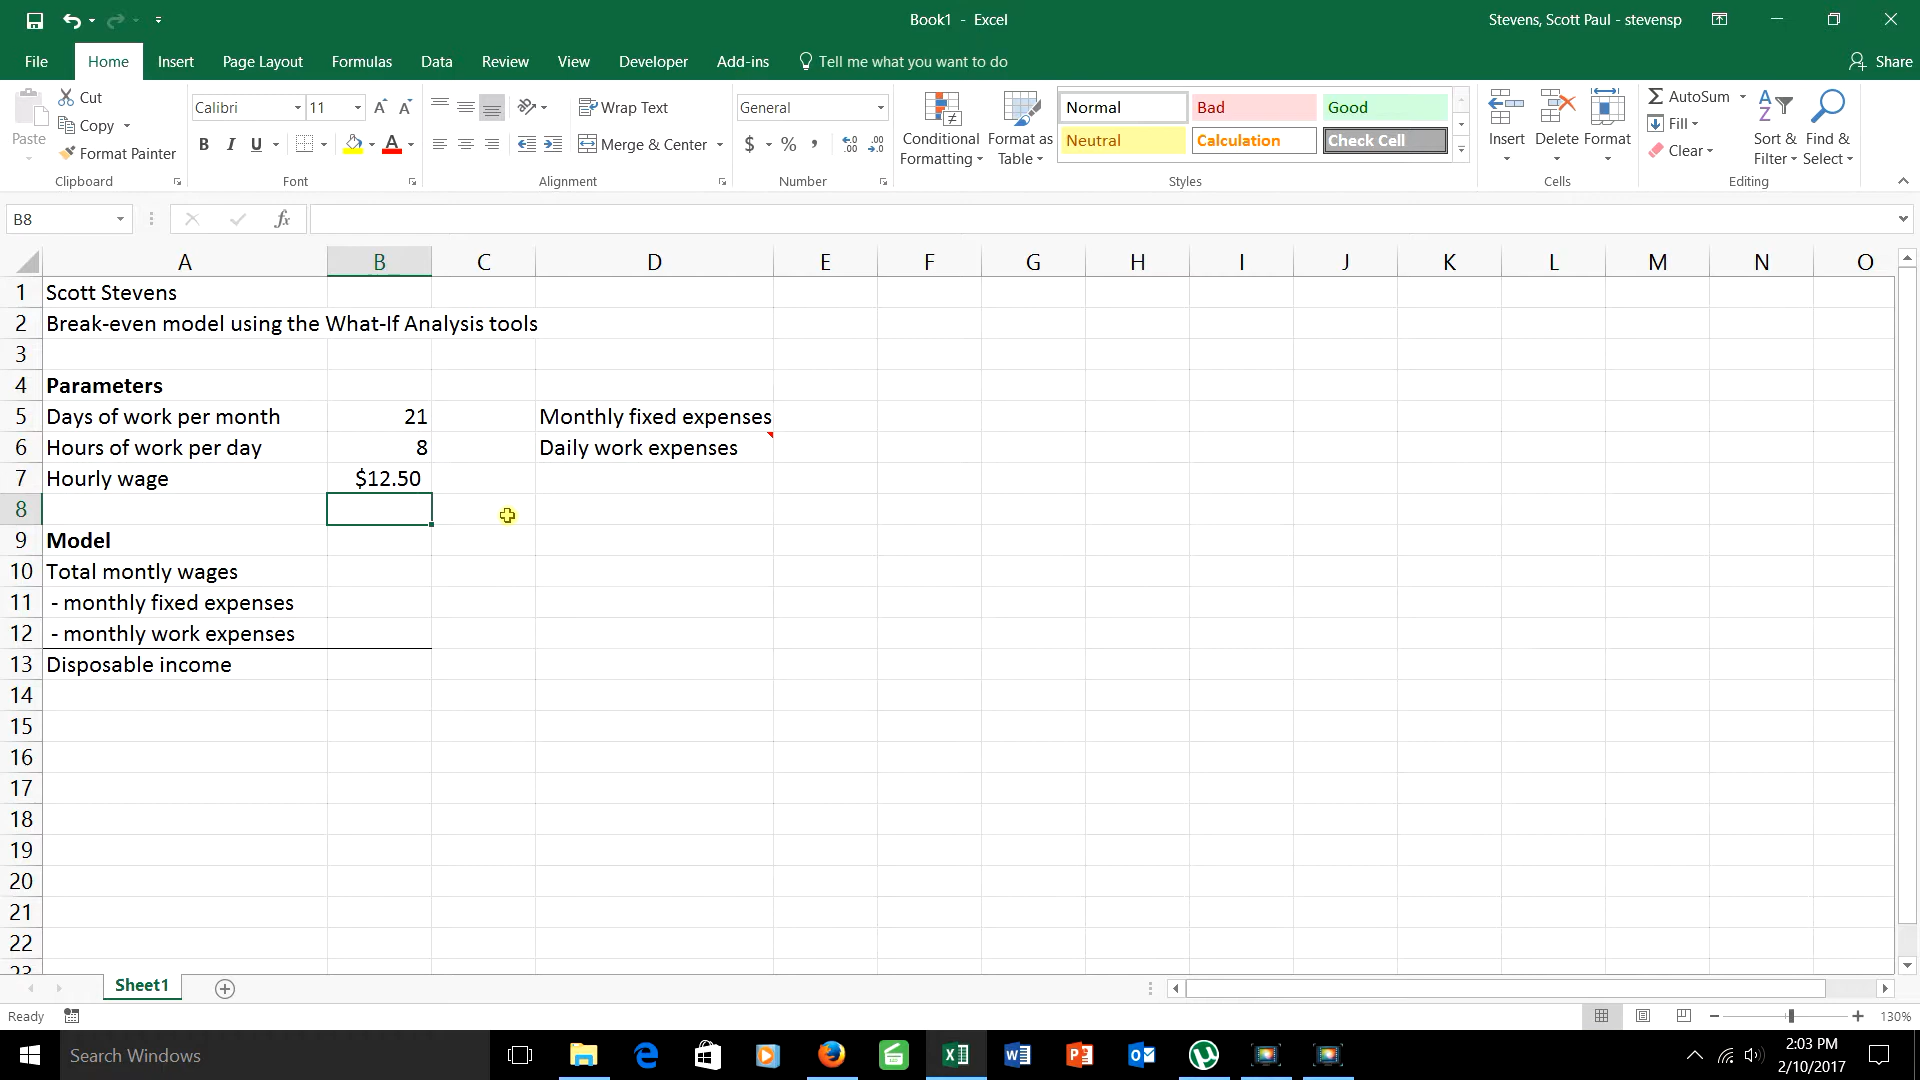 Book1 - Excel
Stevens, Scott Paul - stevensp
File Home Insert Page Layout Formulas Data Review View Developer Add-ins Tell me what you want to do Share
Paste
Cut
Copy
Format Painter
Clipboard
Calibri 11
B I U A
Font
Wrap Text
Merge & Center
Alignment
General
$ % ,
Number
Conditional Formatting
Format as Table
Normal Bad Good
Neutral Calculation Check Cell
Styles
Insert Delete Format
Cells
AutoSum
Fill
Clear
Sort & Filter
Find & Select
Editing
B8 fx
A B C D E F G H I J K L M N O
1 Scott Stevens
2 Break-even model using the What-If Analysis tools
3
4 Parameters
5 Days of work per month 21 Monthly fixed expenses
6 Hours of work per day 8 Daily work expenses
7 Hourly wage $12.50
8
9 Model
10 Total montly wages
11 - monthly fixed expenses
12 - monthly work expenses
13 Disposable income
14
15
16
17
18
19
20
21
22
23
Sheet1
Ready
130%
Search Windows
2:03 PM
2/10/2017